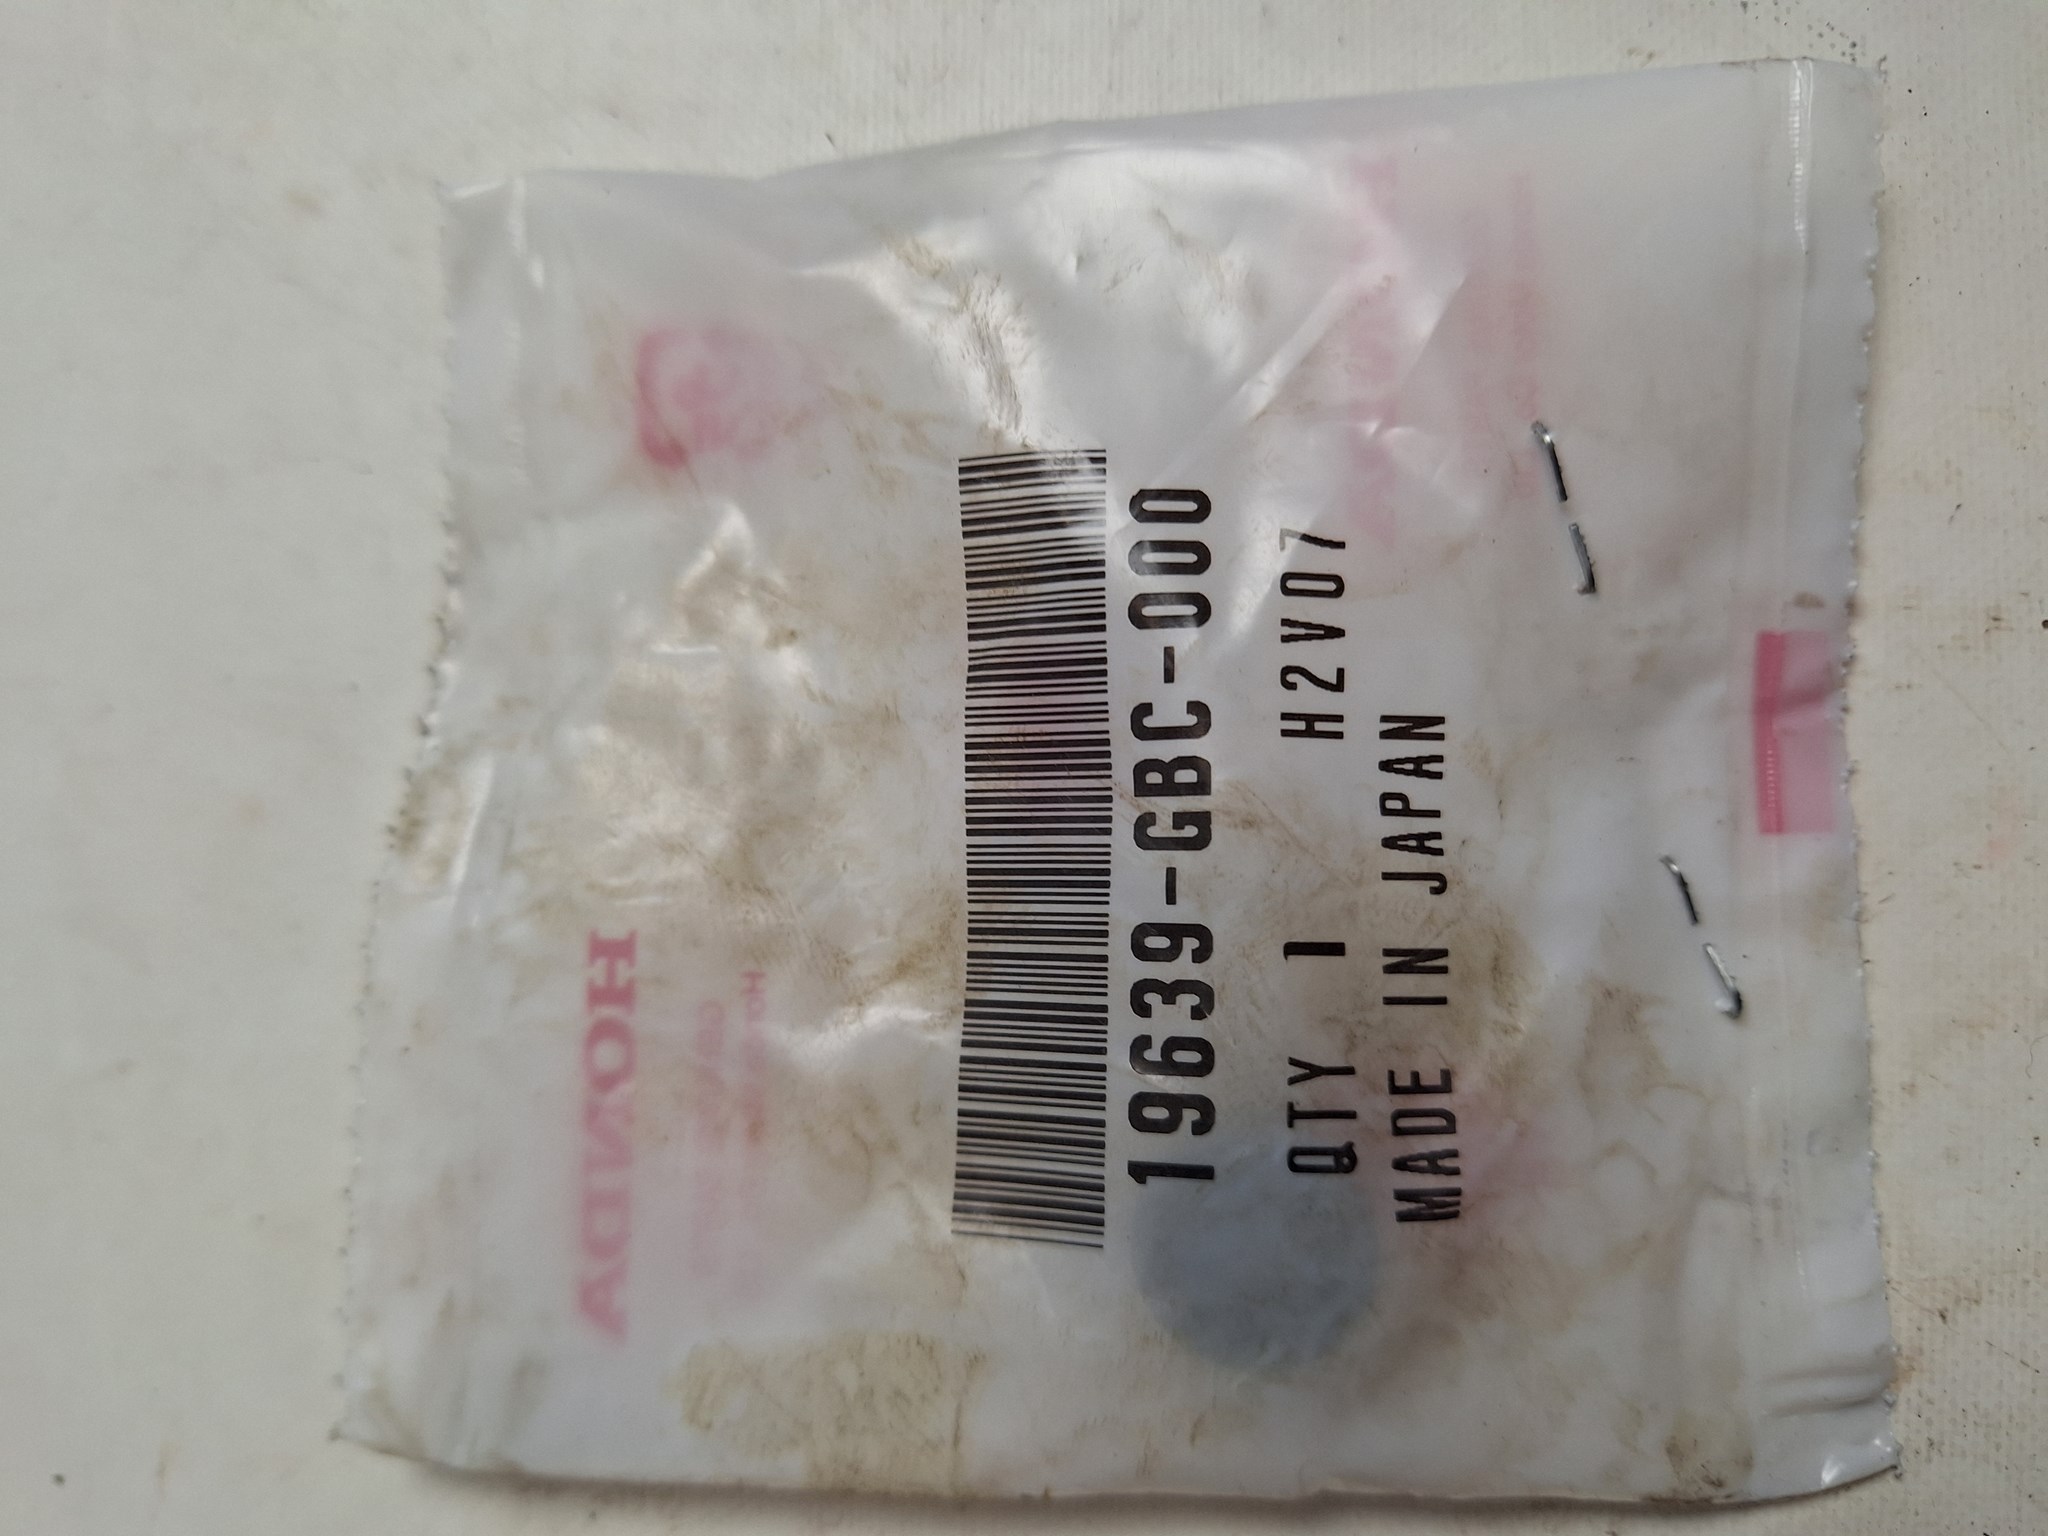 19639-GBC-000
QTY 1 H2V07
MADE IN JAPAN
HONDA